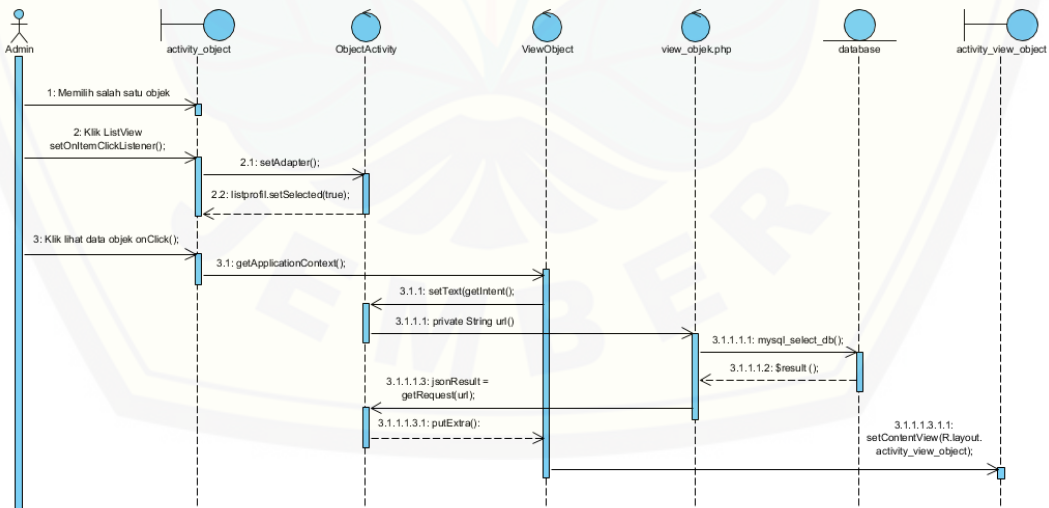 Admin
activity_object
ObjectActivity
ViewObject
view_objek.php
database
activity_view_object
1: Memilih salah satu objek
2: Klik ListView
setOnItemClickListener();
2.1: setAdapter();
2.2: listprofil.setSelected(true);
3: Klik lihat data objek onClick();
3.1: getApplicationContext();
3.1.1: setText(getIntent();
3.1.1.1: private String url()
3.1.1.1.1: mysql_select_db();
3.1.1.1.2: $result ();
3.1.1.1.3: jsonResult =
getRequest(url);
3.1.1.1.3.1: putExtra():
3.1.1.1.3.1.1:
setContentView(R.layout.
activity_view_object);
JEMBER